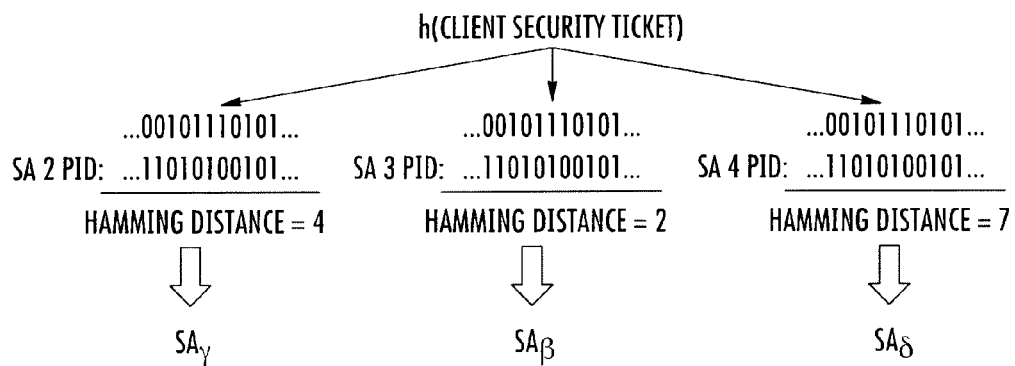 h(CLIENT SECURITY TICKET)
...00101110101... ...00101110101... ...00101110101...
SA 2 PID: ...11010100101... SA 3 PID: ...11010100101... SA 4 PID: ...11010100101...
HAMMING DISTANCE = 4 HAMMING DISTANCE = 2 HAMMING DISTANCE = 7
SAγ SAβ SAδ